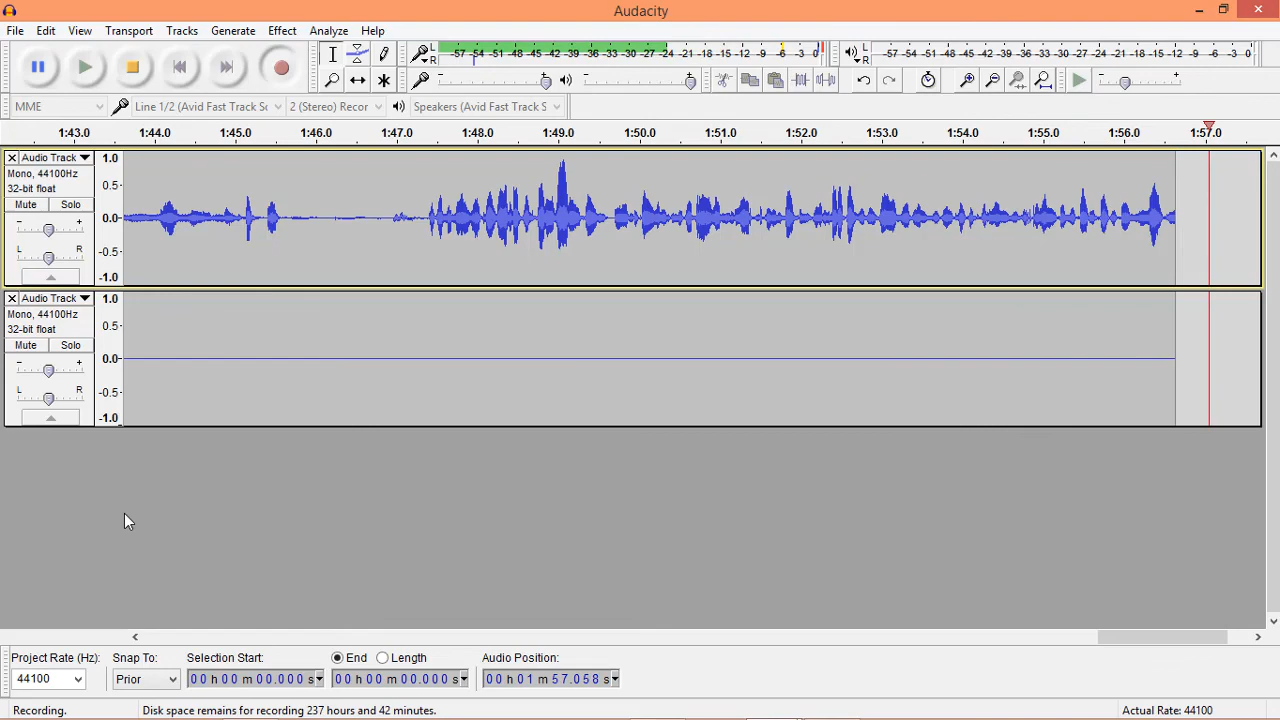 Audacity
File Edit View Transport Tracks Generate Effect Analyze Help
L R -57 -54 -51 -48 -45 -42 -39 -36 -33 -30 -27 -24 -21 -18 -15 -12 -9 -6 -3 0
L R -57 -54 -51 -48 -45 -42 -39 -36 -33 -30 -27 -24 -21 -18 -15 -12 -9 -6 -3 0
MME Line 1/2 (Avid Fast Track Sc 2 (Stereo) Recor Speakers (Avid Fast Track S
1:43.0 1:44.0 1:45.0 1:46.0 1:47.0 1:48.0 1:49.0 1:50.0 1:51.0 1:52.0 1:53.0 1:54.0 1:55.0 1:56.0 1:57.0
Audio Track 1.0
Mono, 44100Hz
32-bit float 0.5
Mute Solo
0.0
- +
L R -0.5
-1.0
Audio Track 1.0
Mono, 44100Hz
32-bit float 0.5
Mute Solo
0.0
- +
L R -0.5
-1.0
Project Rate (Hz): Snap To: Selection Start: End Length Audio Position:
44100 Prior 00 h 00 m 00.000 s 00 h 00 m 00.000 s 00 h 01 m 57.058 s
Recording. Disk space remains for recording 237 hours and 42 minutes. Actual Rate: 44100